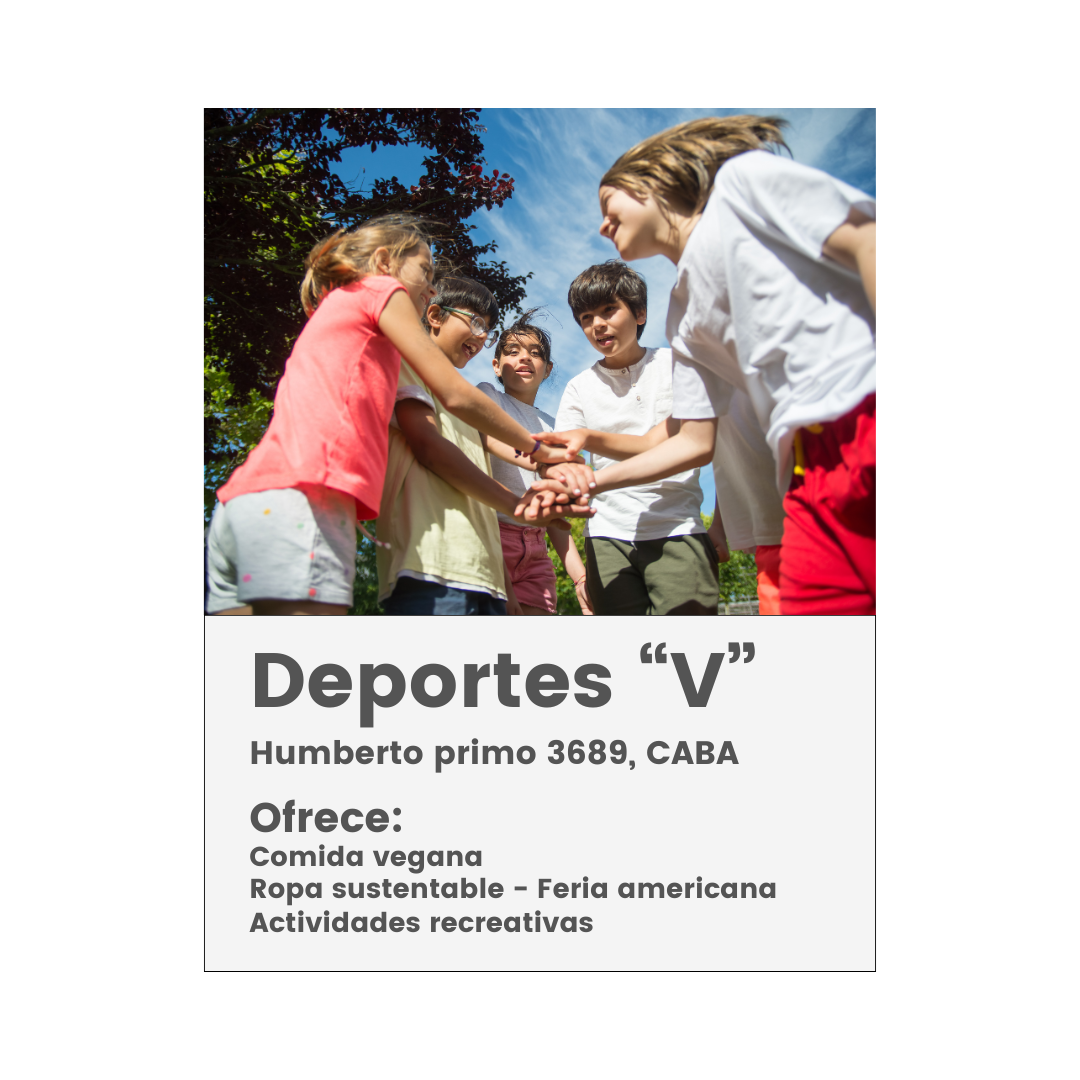 Deportes “V”
Humberto primo 3689, CABA
Ofrece:
Comida vegana
Ropa sustentable - Feria americana
Actividades recreativas